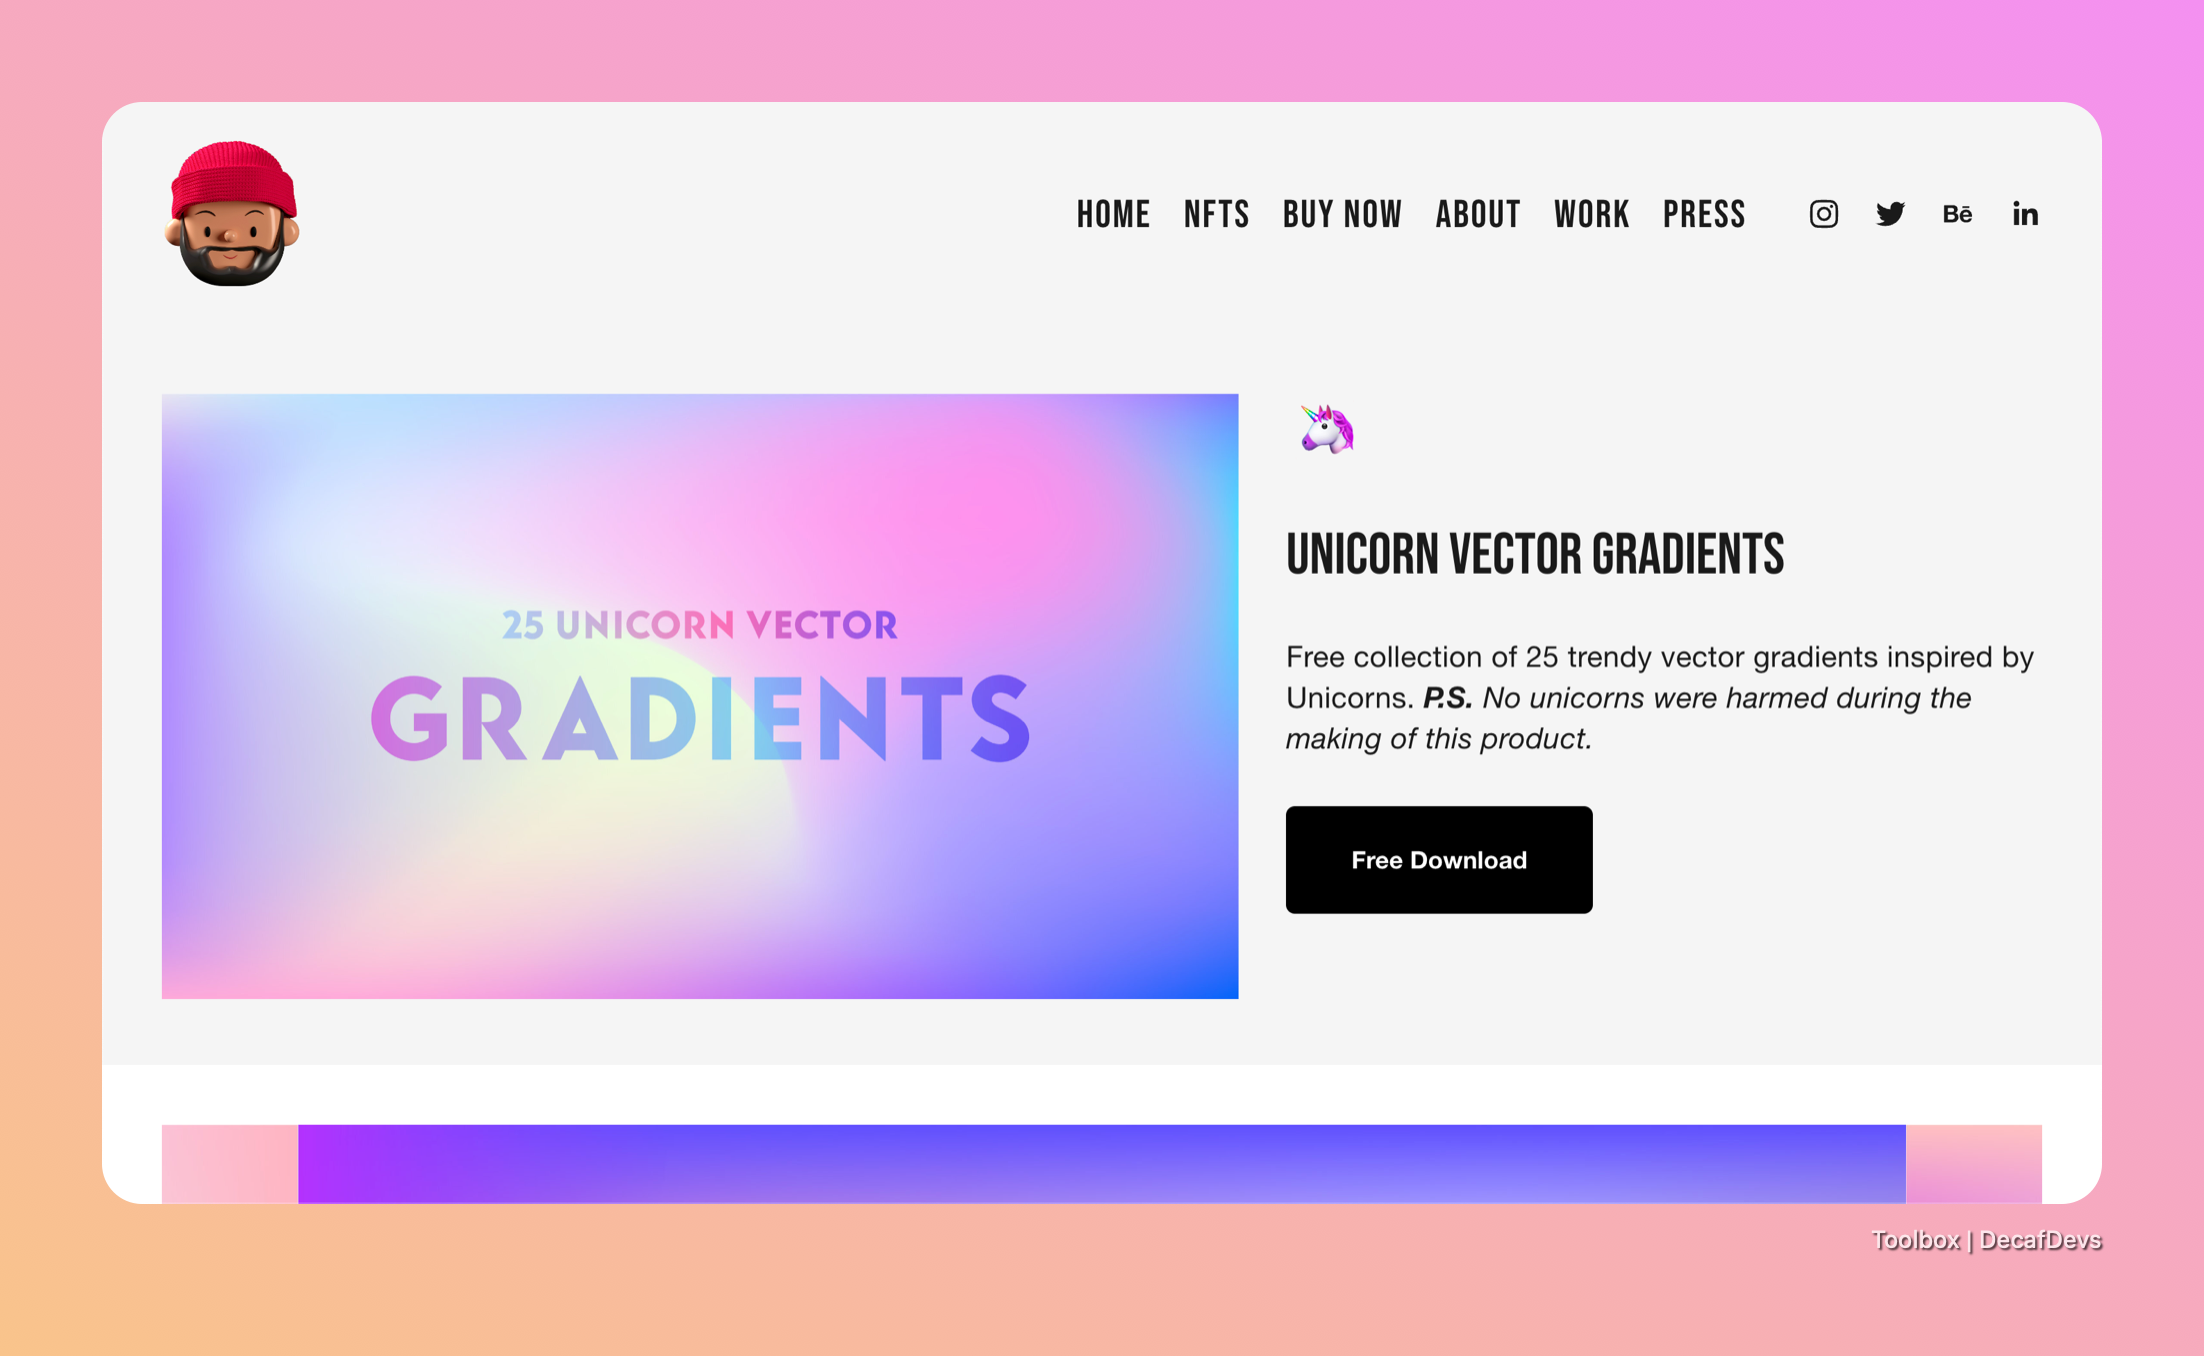 HOME NFTS BUY NOW ABOUT WORK PRESS Bē in
25 UNICORN VECTOR
GRADIENTS
UNICORN VECTOR GRADIENTS
Free collection of 25 trendy vector gradients inspired by
Unicorns. P.S. No unicorns were harmed during the
making of this product.
Free Download
Toolbox | DecafDevs